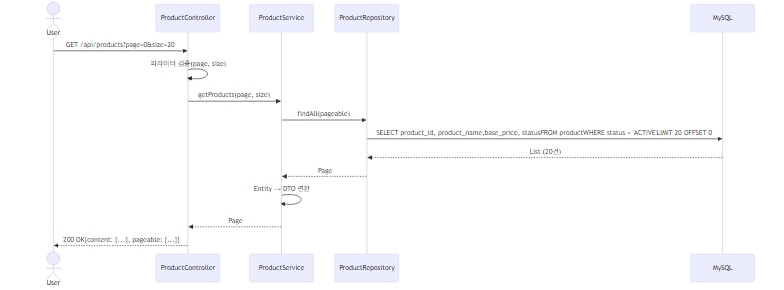 ProductController
ProductService
ProductRepository
MySQL
User
GET /api/products?page=0&size=20
파라미터 검증(page, size)
getProducts(page, size)
findAll(pageable)
SELECT product_id, product_name,base_price, statusFROM productWHERE status = 'ACTIVE'LIMIT 20 OFFSET 0
List (20건)
Page
Entity → DTO 변환
Page
200 OK{content: [...], pageable: {...}}
ProductController
ProductService
ProductRepository
MySQL
User